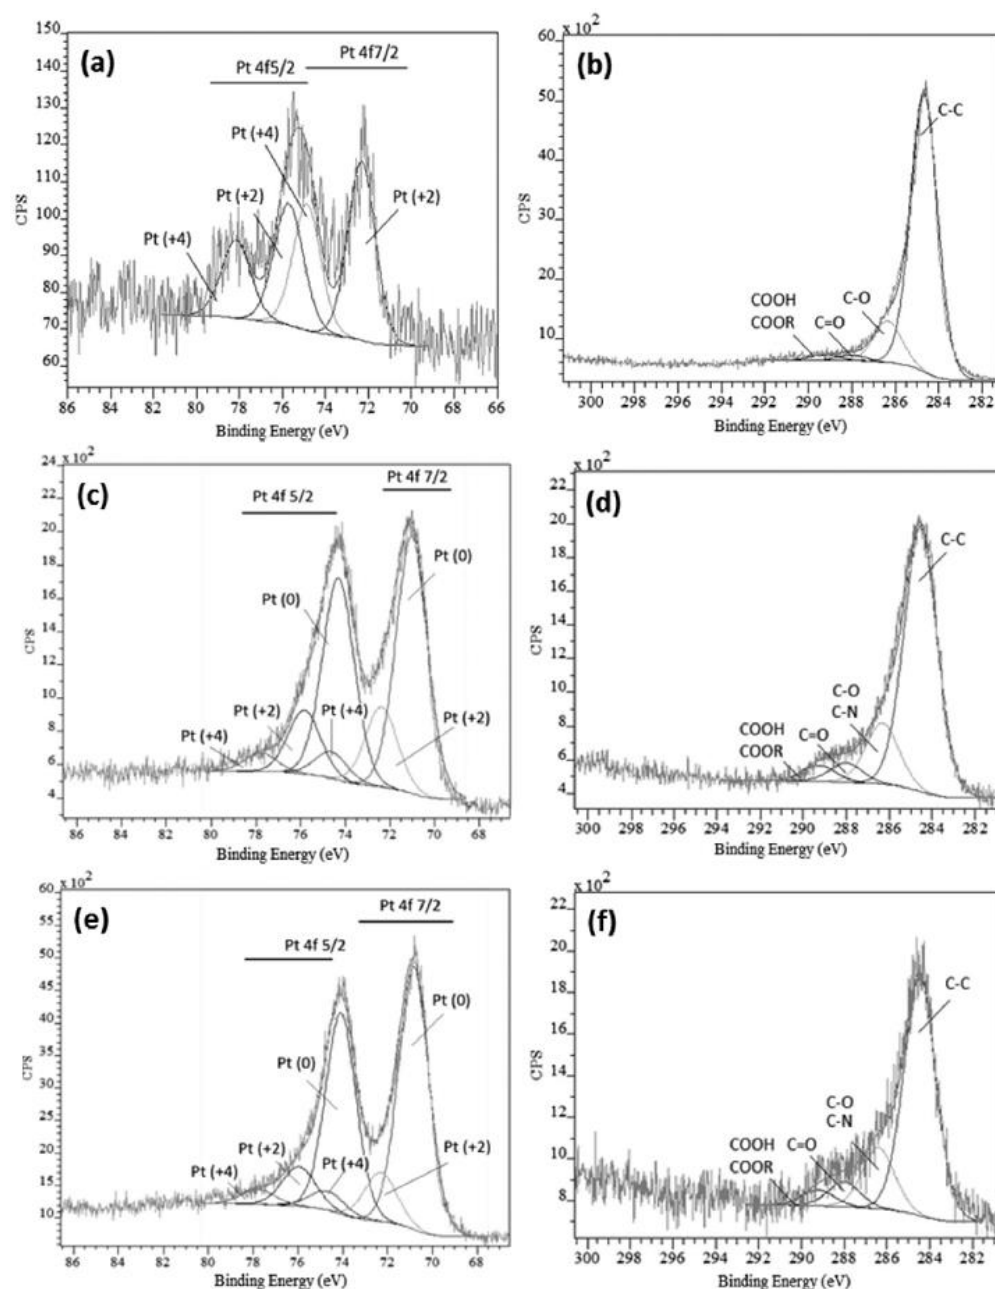 (a)
Pt 4f5/2
Pt 4f7/2
Pt (+4)
Pt (+2)
Pt (+4)
Pt (+2)
CPS
150
140
130
120
110
100
90
80
70
60
86 84 82 80 78 76 74 72 70 68 66
Binding Energy (eV)
(b)
x 10²
60
50
40
30
20
10
C-C
C-O
COOH
COOR
C=O
CPS
300 298 296 294 292 290 288 286 284 282
Binding Energy (eV)
(c)
x 10²
24
22
20
18
16
14
12
10
8
6
4
Pt 4f 5/2
Pt 4f 7/2
Pt (0)
Pt (0)
Pt (+2)
Pt (+4)
Pt (+4)
Pt (+2)
CPS
86 84 82 80 78 76 74 72 70 68
Binding Energy (eV)
(d)
x 10²
22
20
18
16
14
12
10
8
6
4
C-C
C-O
C-N
COOH
COOR
C=O
CPS
300 298 296 294 292 290 288 286 284 282
Binding Energy (eV)
(e)
x 10²
60
55
50
40
30
20
15
10
Pt 4f 7/2
Pt 4f 5/2
Pt (0)
Pt (0)
Pt (+2)
Pt (+4)
Pt (+4)
Pt (+2)
CPS
86 84 82 80 78 76 74 72 70 68
Binding Energy (eV)
(f)
x 10²
22
20
18
16
14
12
10
8
C-C
C-O
C-N
COOH
COOR
C=O
CPS
300 298 296 294 292 290 288 286 284 282
Binding Energy (eV)